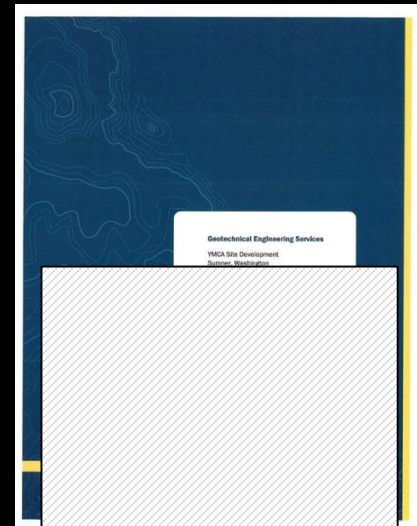 Geotechnical Engineering Services
YMCA Site Development
Sumner, Washington